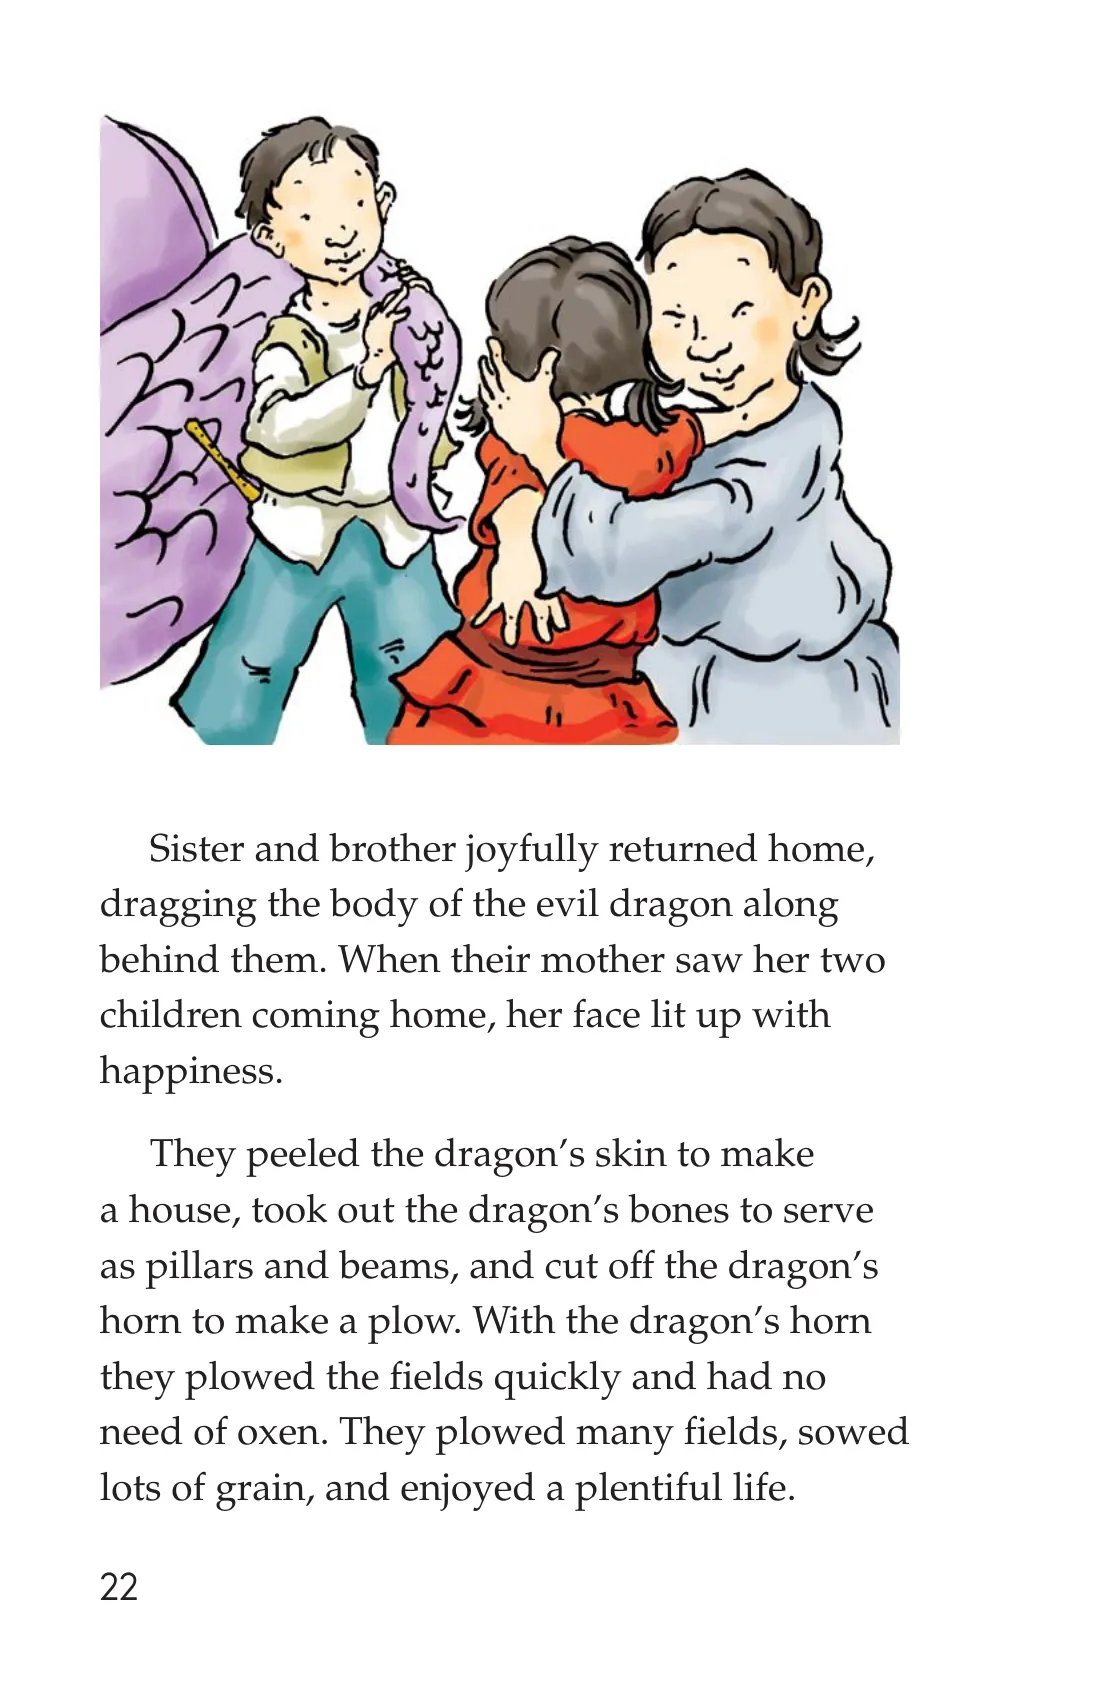 Sister and brother joyfully returned home,
dragging the body of the evil dragon along
behind them. When their mother saw her two
children coming home, her face lit up with
happiness.
They peeled the dragon’s skin to make
a house, took out the dragon’s bones to serve
as pillars and beams, and cut off the dragon’s
horn to make a plow. With the dragon’s horn
they plowed the fields quickly and had no
need of oxen. They plowed many fields, sowed
lots of grain, and enjoyed a plentiful life.
22